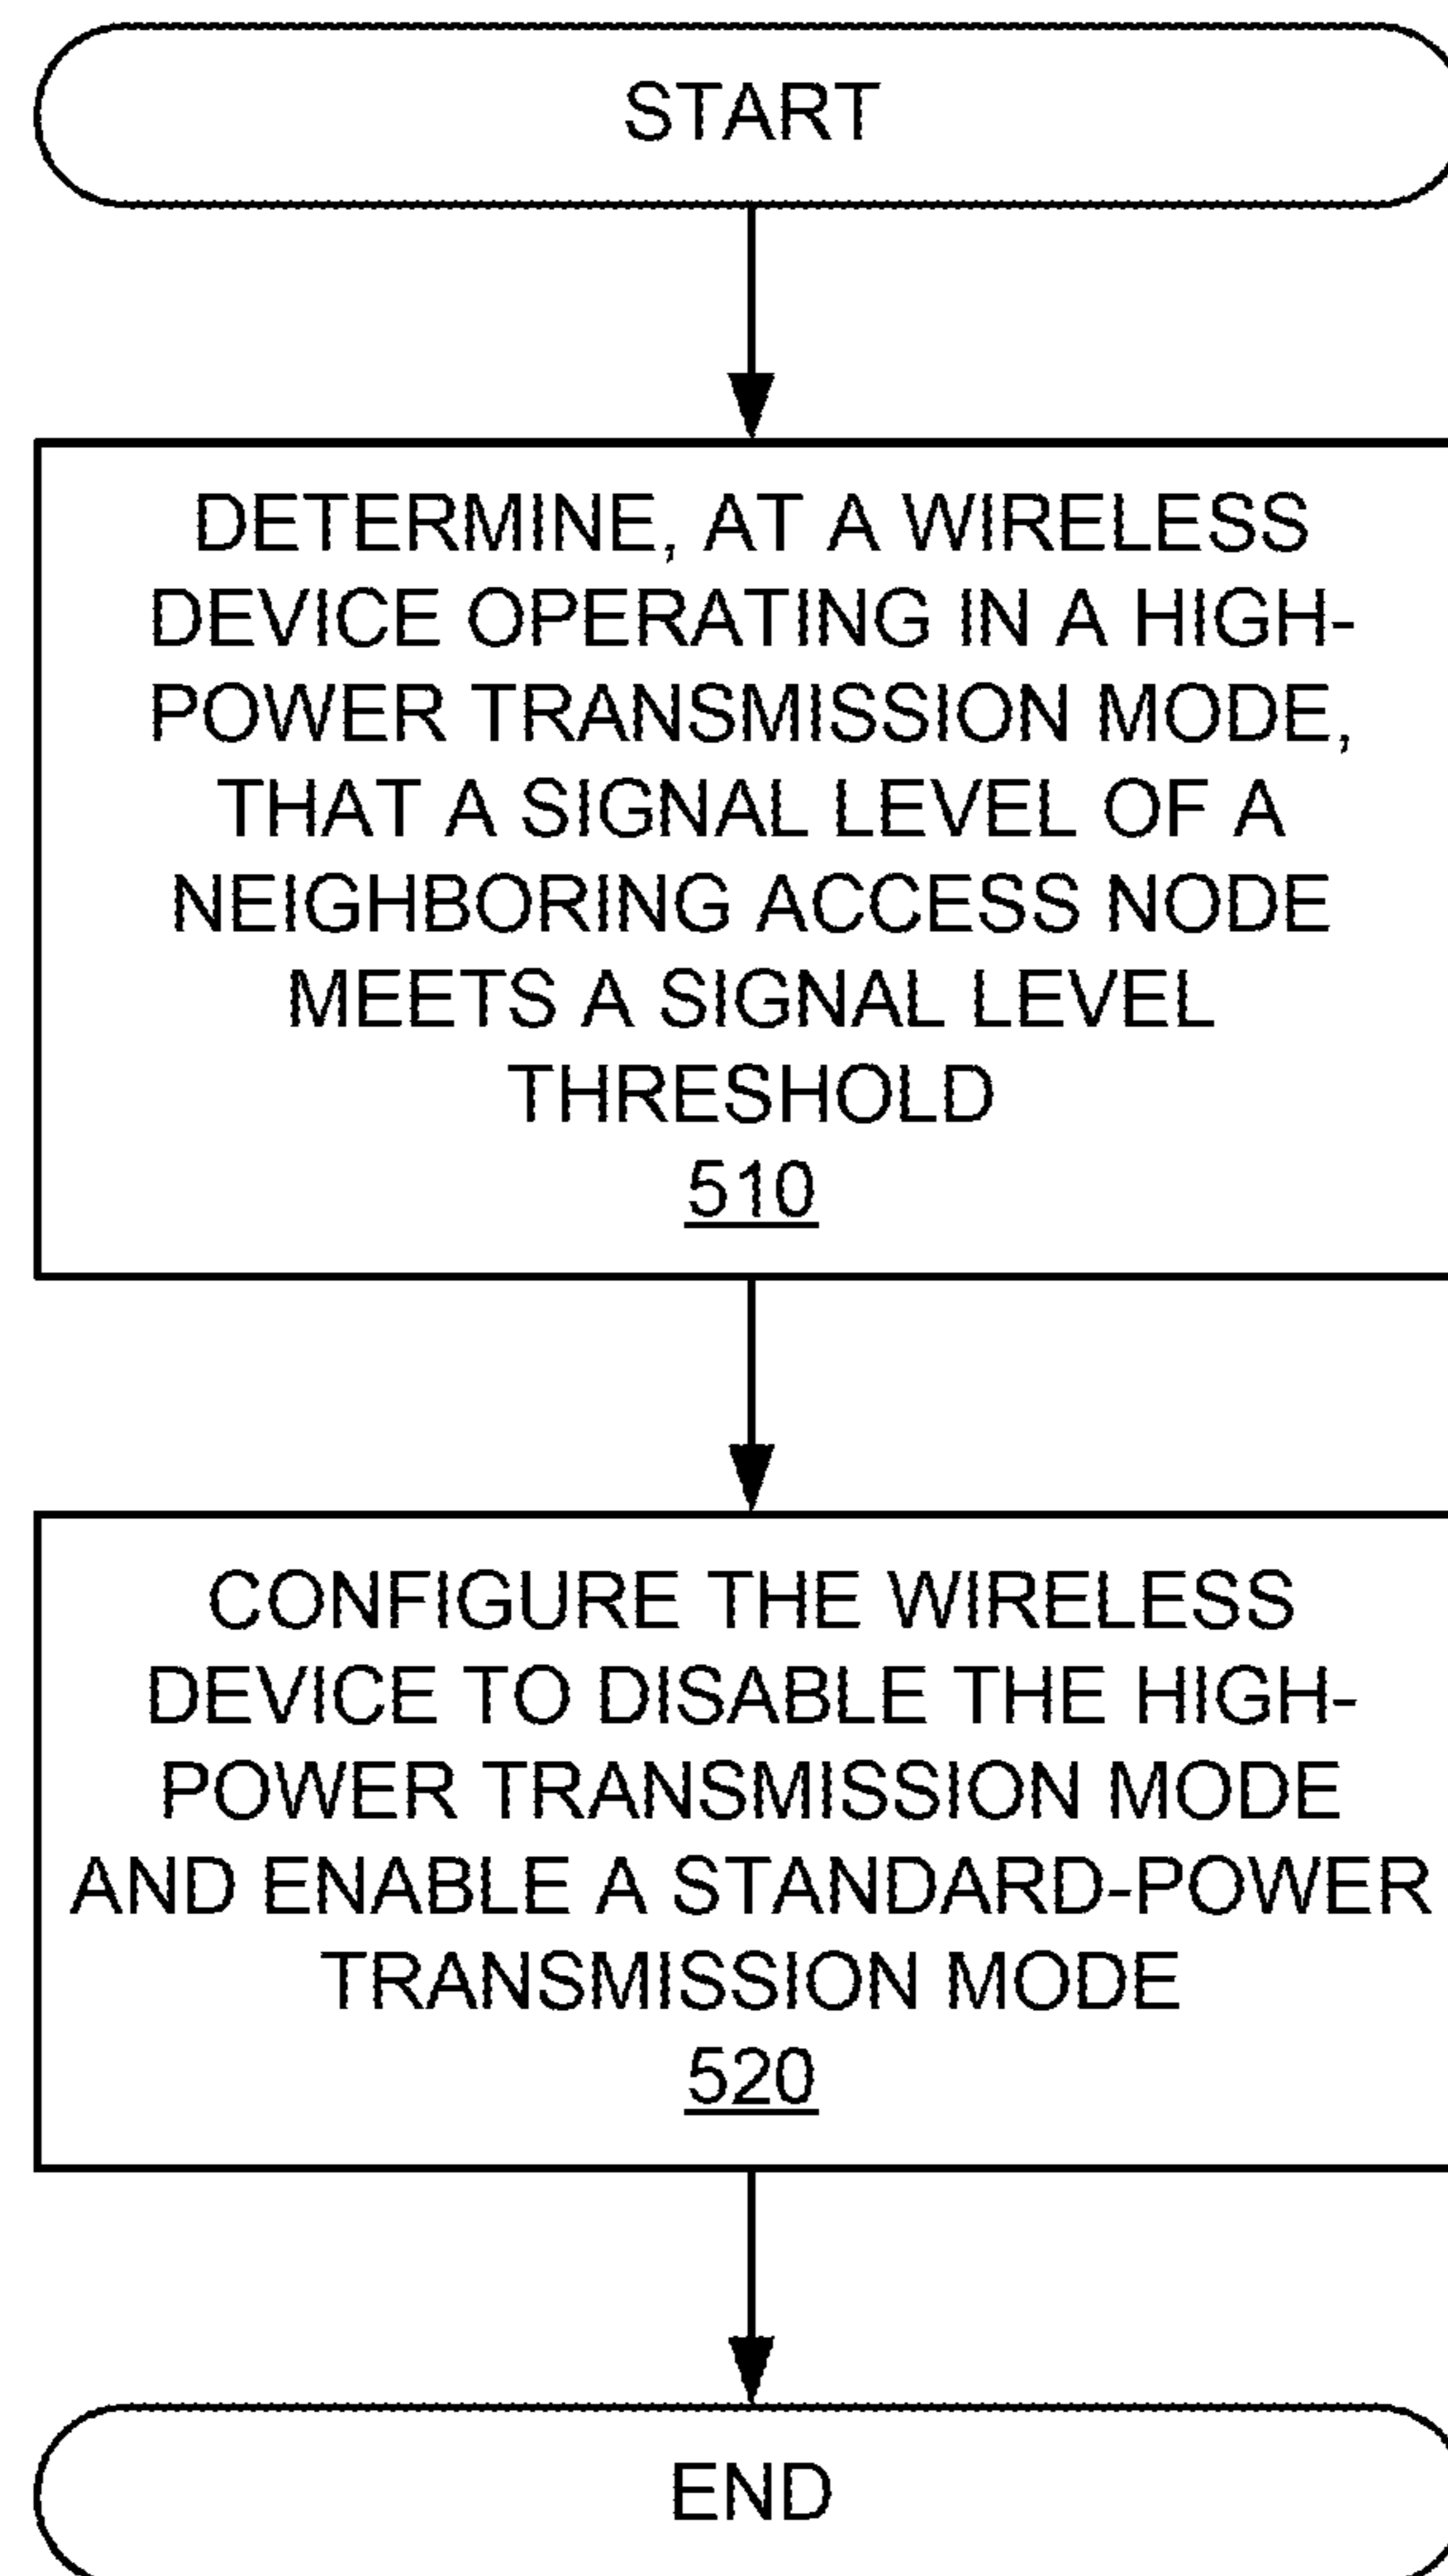 START
DETERMINE, AT A WIRELESS
DEVICE OPERATING IN A HIGH-
POWER TRANSMISSION MODE,
THAT A SIGNAL LEVEL OF A
NEIGHBORING ACCESS NODE
MEETS A SIGNAL LEVEL
THRESHOLD
510
CONFIGURE THE WIRELESS
DEVICE TO DISABLE THE HIGH-
POWER TRANSMISSION MODE
AND ENABLE A STANDARD-POWER
TRANSMISSION MODE
520
END